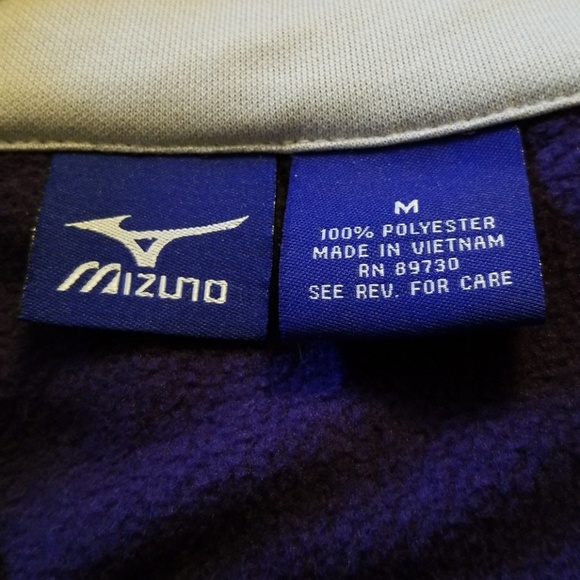 MIZUNO
M
100% POLYESTER
MADE IN VIETNAM
RN 89730
SEE REV. FOR CARE